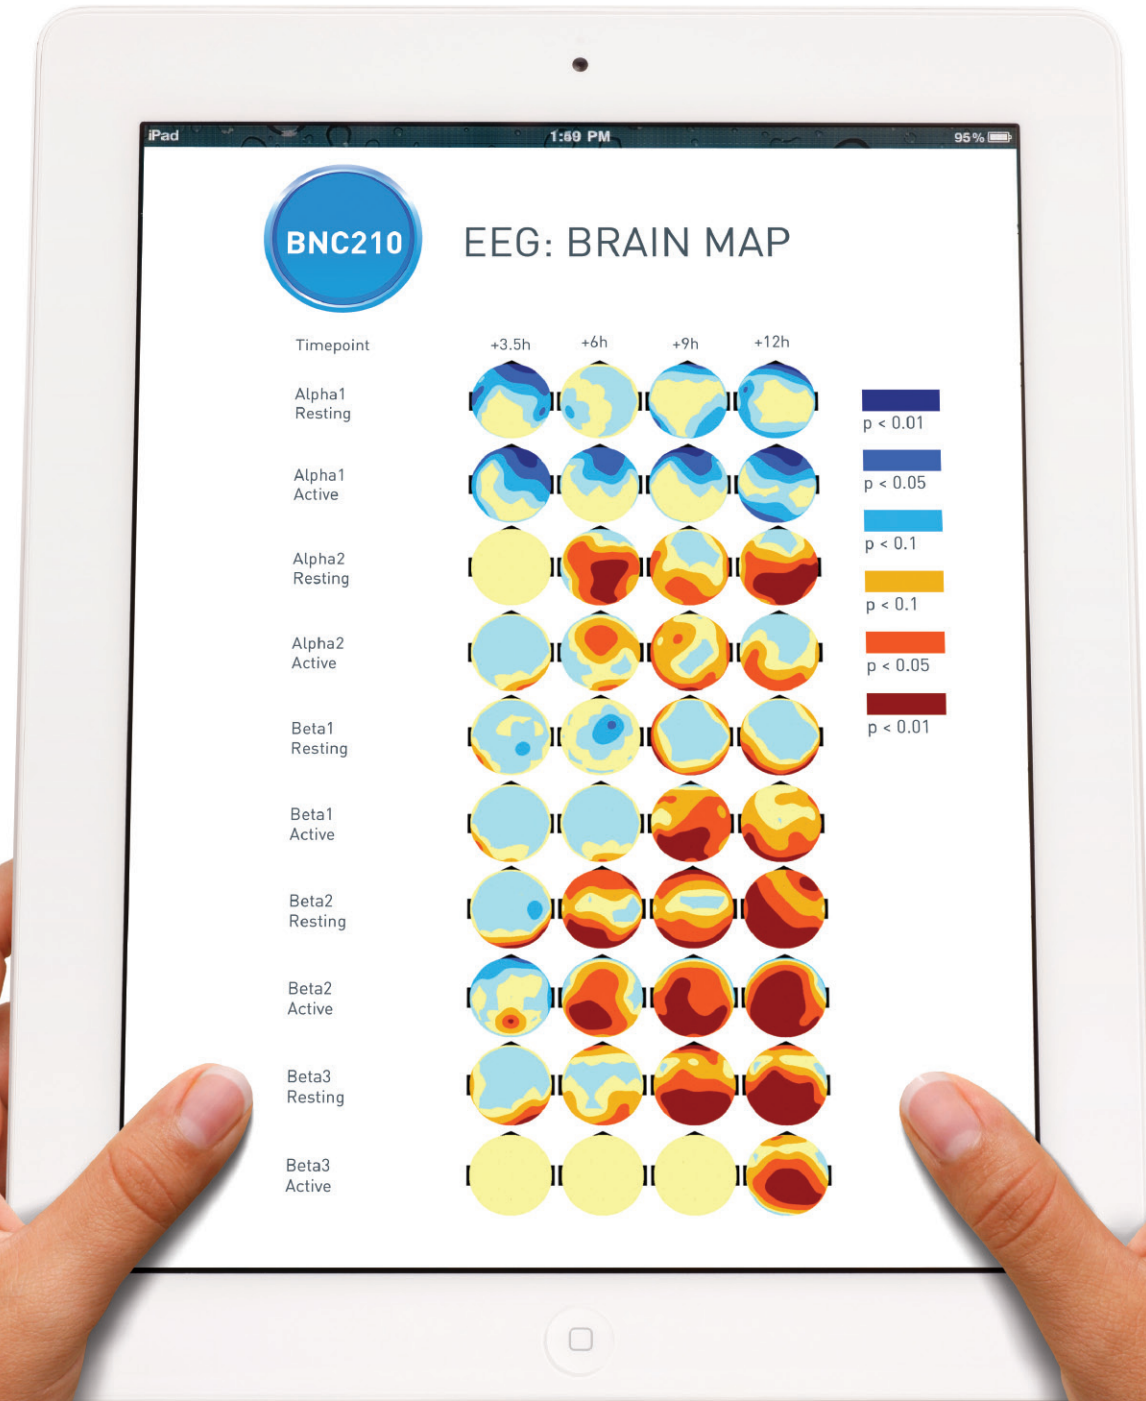 iPad 1:59 PM 95%
BNC210
EEG: BRAIN MAP
Timepoint +3.5h +6h +9h +12h
Alpha1
Resting
Alpha1
Active
Alpha2
Resting
Alpha2
Active
Beta1
Resting
Beta1
Active
Beta2
Resting
Beta2
Active
Beta3
Resting
Beta3
Active
p < 0.01
p < 0.05
p < 0.1
p < 0.1
p < 0.05
p < 0.01